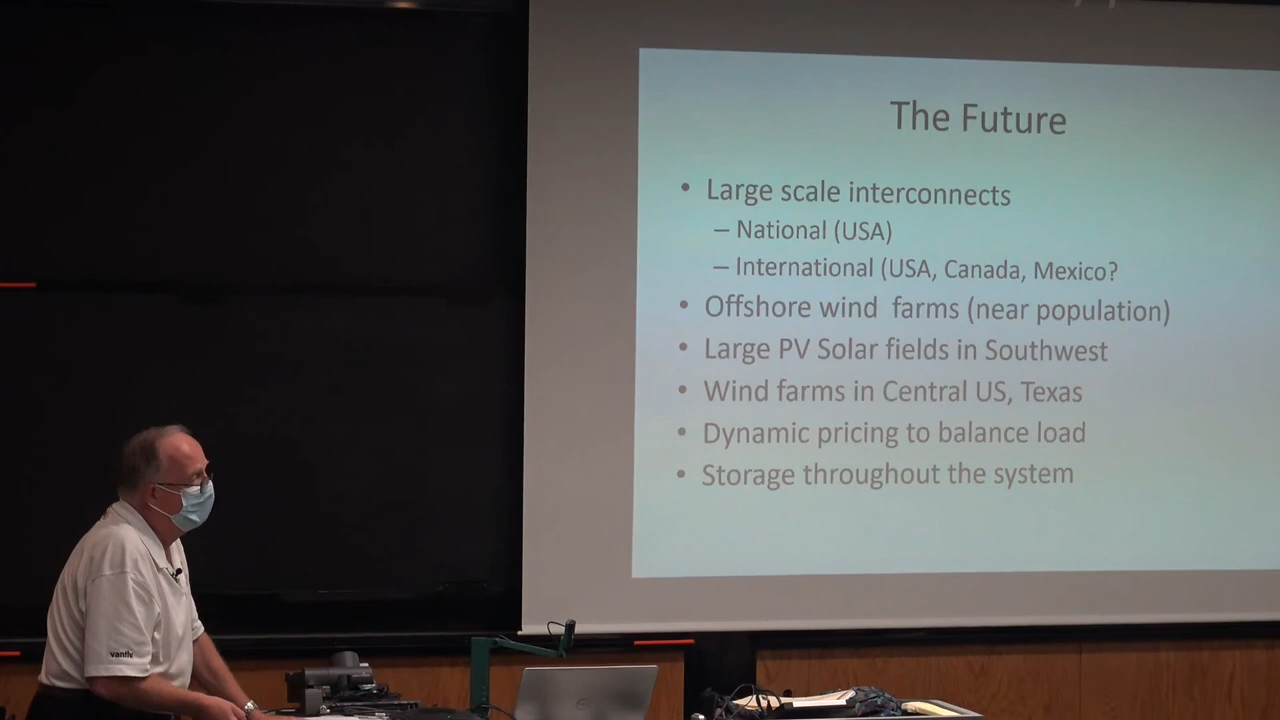 The Future
• Large scale interconnects
– National (USA)
– International (USA, Canada, Mexico?
• Offshore wind farms (near population)
• Large PV Solar fields in Southwest
• Wind farms in Central US, Texas
• Dynamic pricing to balance load
• Storage throughout the system
vantiv